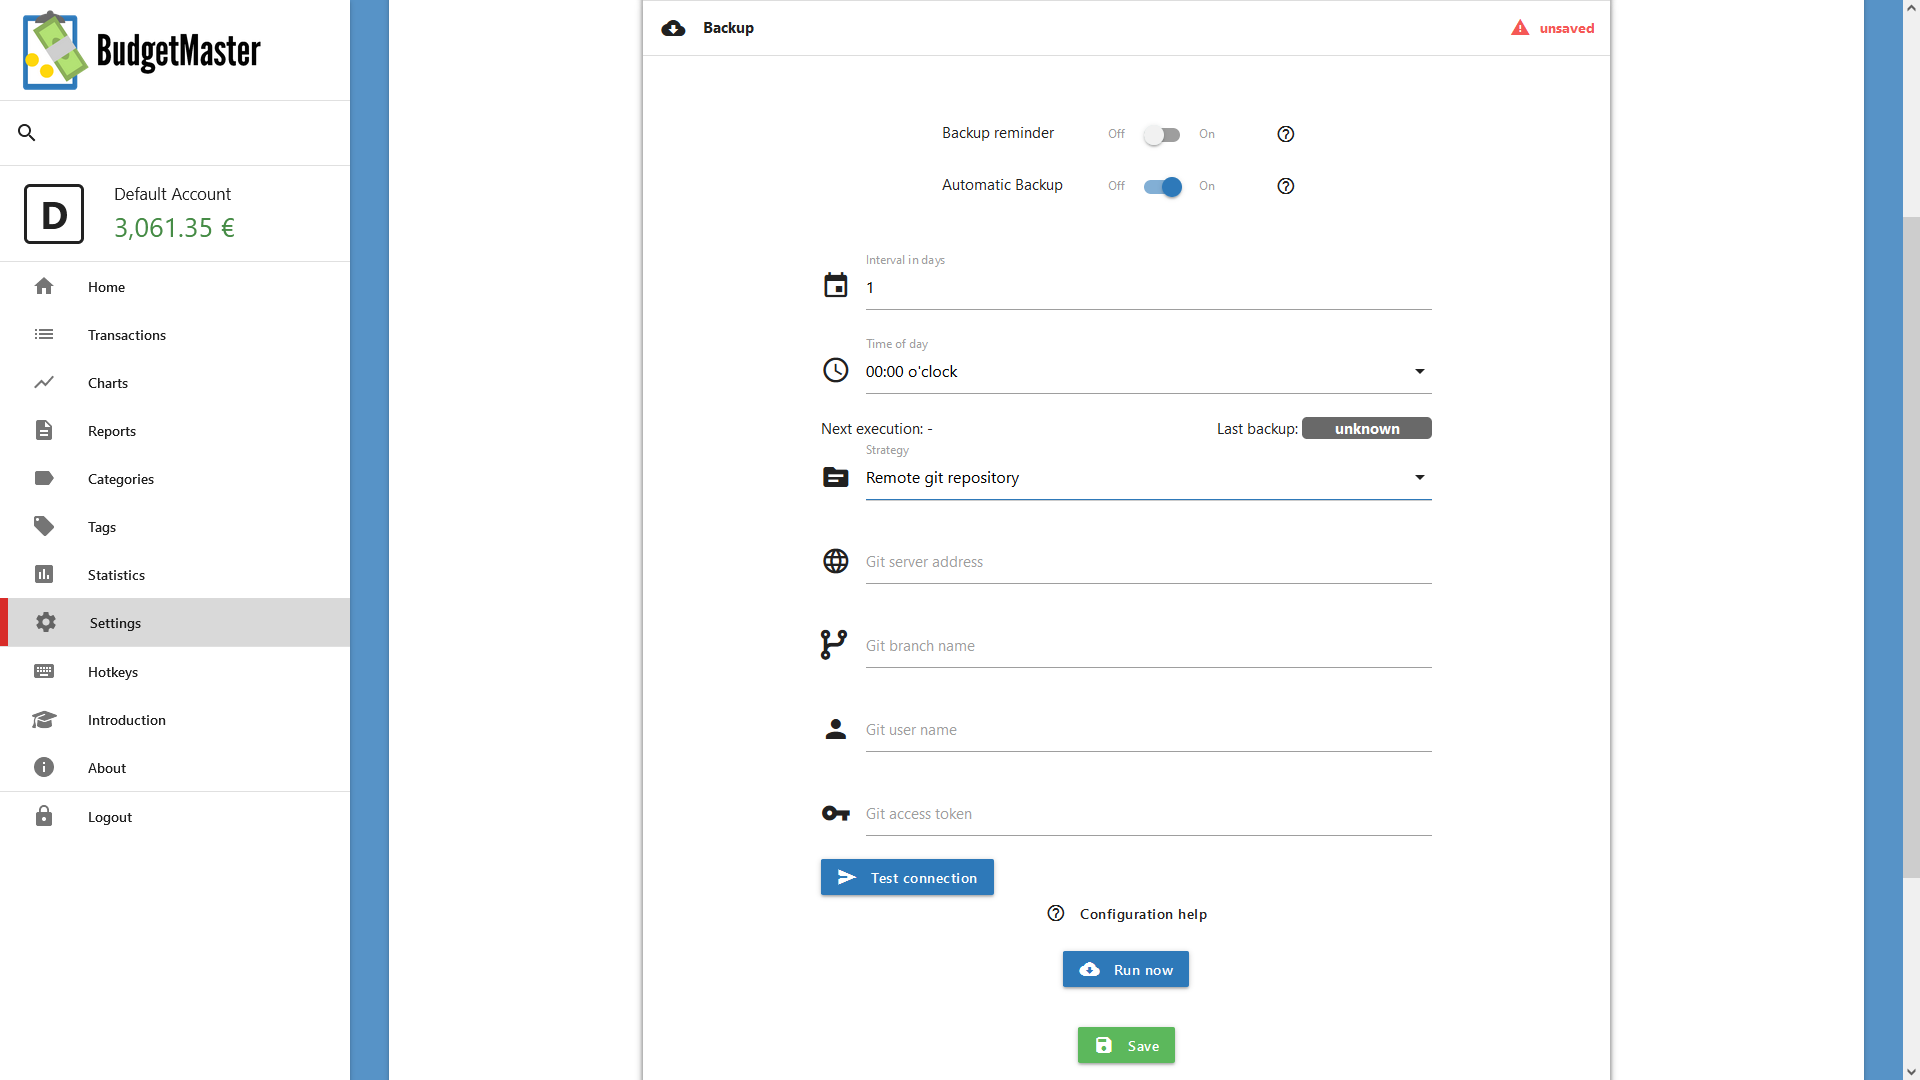 BudgetMaster
D
Default Account
3,061.35 €
Home
Transactions
Charts
Reports
Categories
Tags
Statistics
Settings
Hotkeys
Introduction
About
Logout
Backup
unsaved
Backup reminder Off On
Automatic Backup Off On
Interval in days
1
Time of day
00:00 o'clock
Next execution: - Last backup: unknown
Strategy
Remote git repository
Git server address
Git branch name
Git user name
Git access token
Test connection
Configuration help
Run now
Save